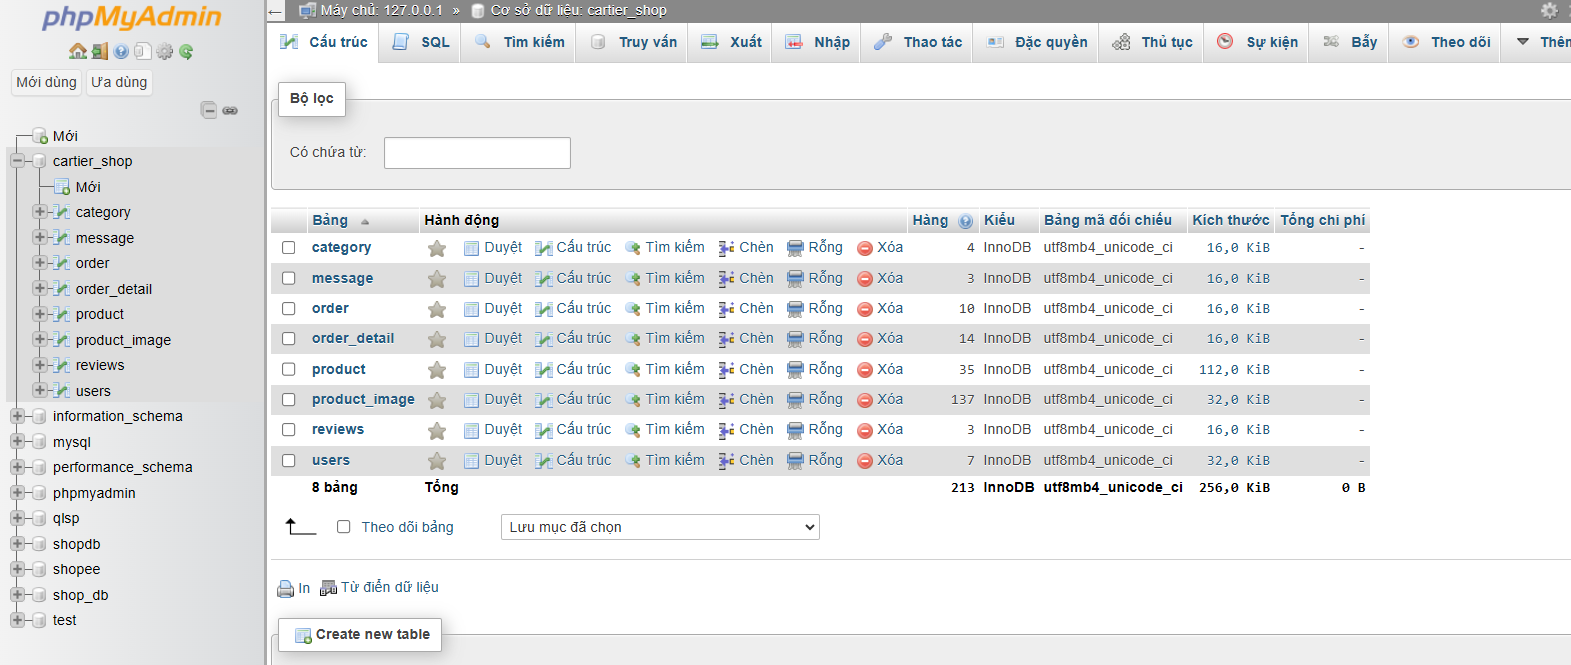 phpMyAdmin
Mới dùng Ưa dùng
Mới
cartier_shop
Mới
category
message
order
order_detail
product
product_image
reviews
users
information_schema
mysql
performance_schema
phpmyadmin
qlsp
shopdb
shopee
shop_db
test
Máy chủ: 127.0.0.1 » Cơ sở dữ liệu: cartier_shop
Cấu trúc SQL Tìm kiếm Truy vấn Xuất Nhập Thao tác Đặc quyền Thủ tục Sự kiện Bẫy Theo dõi Thêm
Bộ lọc
Có chứa từ:
Bảng Hành động Hàng Kiểu Bảng mã đối chiếu Kích thước Tổng chi phí
category Duyệt Cấu trúc Tìm kiếm Chèn Rỗng Xóa 4 InnoDB utf8mb4_unicode_ci 16,0 KiB -
message Duyệt Cấu trúc Tìm kiếm Chèn Rỗng Xóa 3 InnoDB utf8mb4_unicode_ci 16,0 KiB -
order Duyệt Cấu trúc Tìm kiếm Chèn Rỗng Xóa 10 InnoDB utf8mb4_unicode_ci 16,0 KiB -
order_detail Duyệt Cấu trúc Tìm kiếm Chèn Rỗng Xóa 14 InnoDB utf8mb4_unicode_ci 16,0 KiB -
product Duyệt Cấu trúc Tìm kiếm Chèn Rỗng Xóa 35 InnoDB utf8mb4_unicode_ci 112,0 KiB -
product_image Duyệt Cấu trúc Tìm kiếm Chèn Rỗng Xóa 137 InnoDB utf8mb4_unicode_ci 32,0 KiB -
reviews Duyệt Cấu trúc Tìm kiếm Chèn Rỗng Xóa 3 InnoDB utf8mb4_unicode_ci 16,0 KiB -
users Duyệt Cấu trúc Tìm kiếm Chèn Rỗng Xóa 7 InnoDB utf8mb4_unicode_ci 32,0 KiB -
8 bảng Tổng 213 InnoDB utf8mb4_unicode_ci 256,0 KiB 0 B
Theo dõi bảng Lưu mục đã chọn
In Từ điển dữ liệu
Create new table